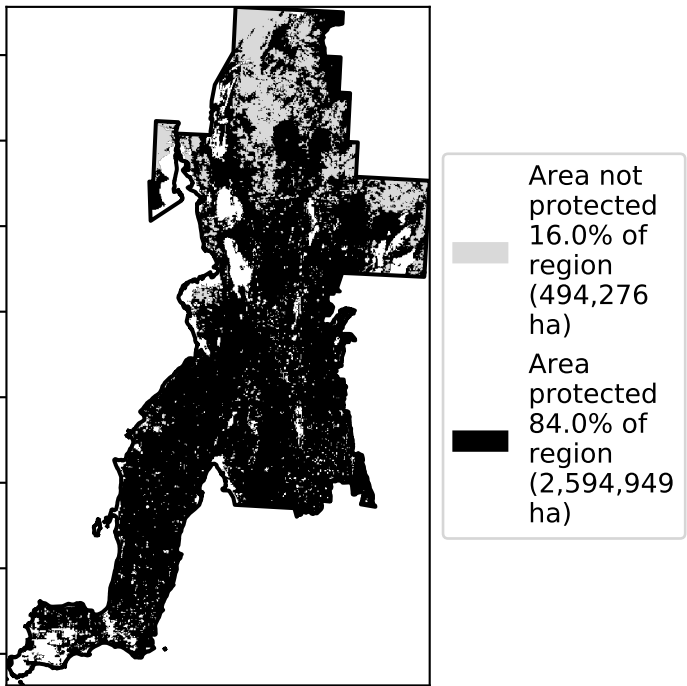 Area not
protected
16.0% of
region
(494,276
ha)
Area
protected
84.0% of
region
(2,594,949
ha)